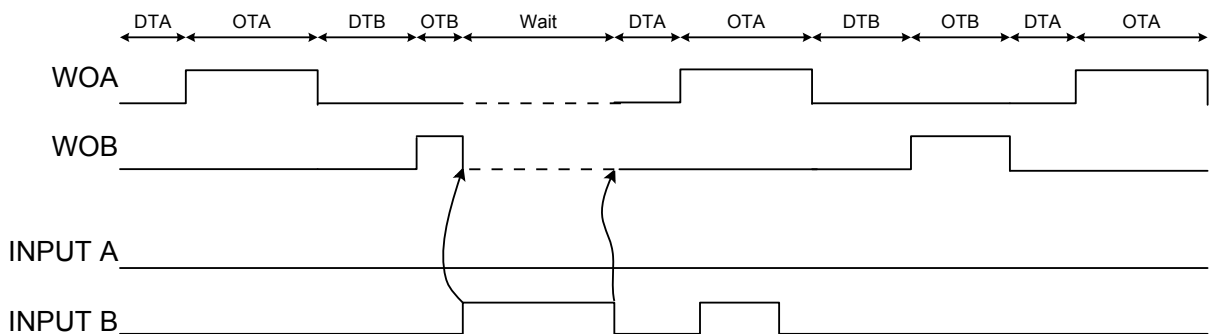 DTA OTA DTB OTB Wait DTA OTA DTB OTB DTA OTA
WOA
WOB
INPUT A
INPUT B